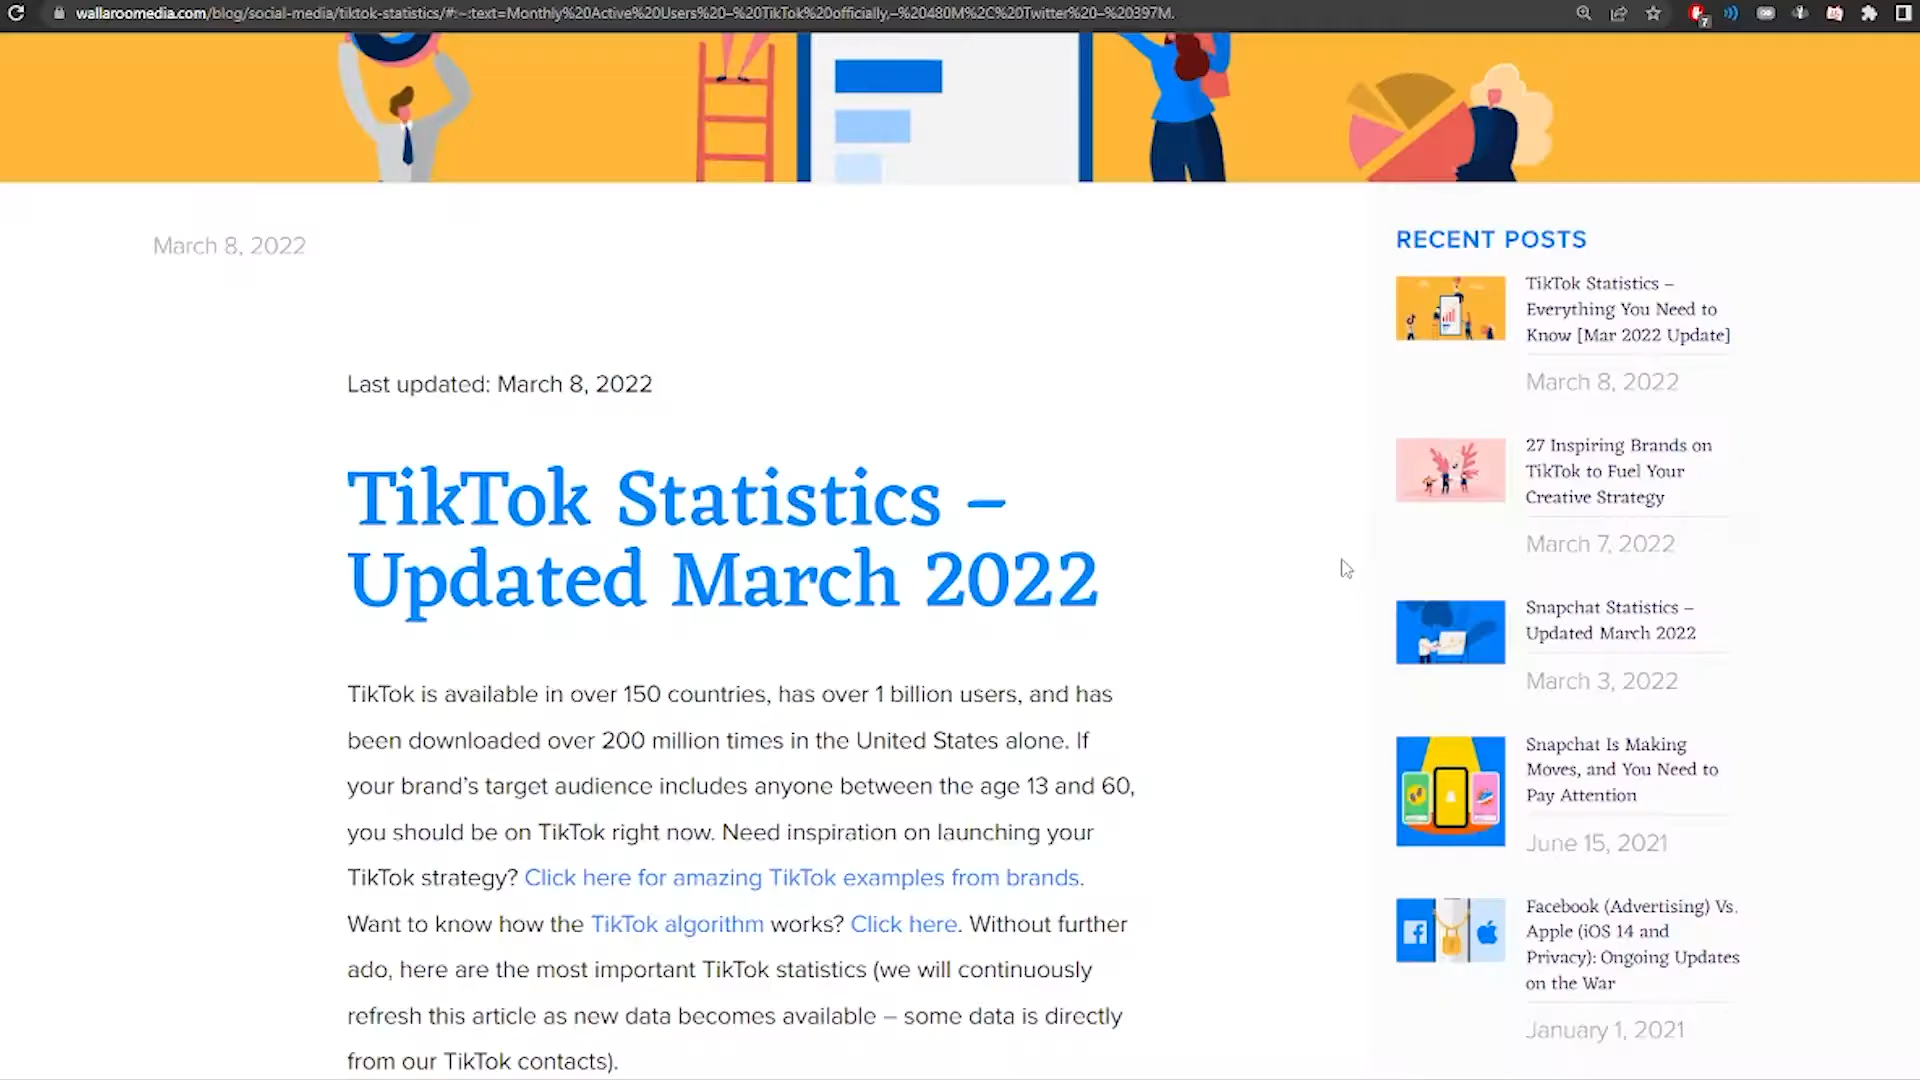 wallaroomedia.com/blog/social-media/tiktok-statistics/#:~:text=Monthly%20Active%20Users%20–%20TikTok%20officially,–%20480M%2C%20Twitter%20–%20397M.
7
March 8, 2022
Last updated: March 8, 2022
TikTok Statistics –
Updated March 2022
TikTok is available in over 150 countries, has over 1 billion users, and has
been downloaded over 200 million times in the United States alone. If
your brand’s target audience includes anyone between the age 13 and 60,
you should be on TikTok right now. Need inspiration on launching your
TikTok strategy? Click here for amazing TikTok examples from brands.
Want to know how the TikTok algorithm works? Click here. Without further
ado, here are the most important TikTok statistics (we will continuously
refresh this article as new data becomes available – some data is directly
from our TikTok contacts).
RECENT POSTS
TikTok Statistics –
Everything You Need to
Know [Mar 2022 Update]
March 8, 2022
27 Inspiring Brands on
TikTok to Fuel Your
Creative Strategy
March 7, 2022
Snapchat Statistics –
Updated March 2022
March 3, 2022
Snapchat Is Making
Moves, and You Need to
Pay Attention
June 15, 2021
Facebook (Advertising) Vs.
Apple (iOS 14 and
Privacy): Ongoing Updates
on the War
January 1, 2021